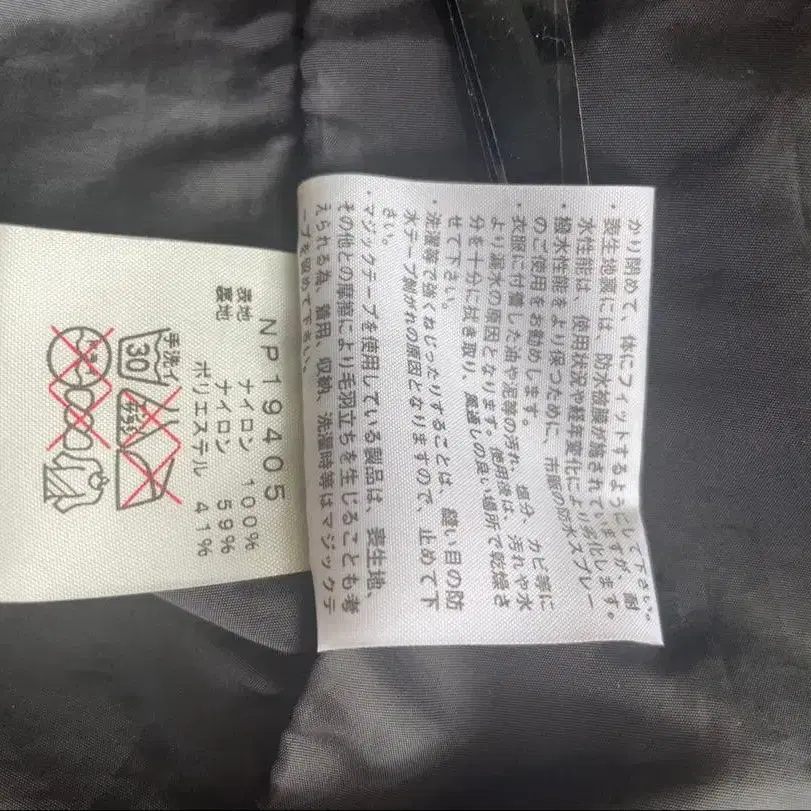 かり閉めて、体にフィットするようにして下さい。
・表生地裏には、防水被膜が施されていますが、耐
水性能は、使用状況や経年変化により劣化します。
・撥水性能をより保つために、市販の防水スプレー
のご使用をお勧めします。
・衣服に付着した油や泥等の汚れ、塩分、カビ等に
より漏水の原因となります。使用後は、汚れや水
分を十分に拭き取り、風通しの良い場所で乾燥さ
せて下さい。
・洗濯等で強くねじったりすることは、縫い目の防
水テープ剥がれの原因となりますので、止めて下
さい。
・マジックテープを使用している製品は、表生地、
その他との摩擦により毛羽立ちを生じることも考
えられる為、着用、収納、洗濯時等はマジックテ
ープを留めて下さい。
NP19405
表地 ナイロン 100%
裏地 ナイロン 59%
ポリエステル 41%
手洗イ
30
ドライ